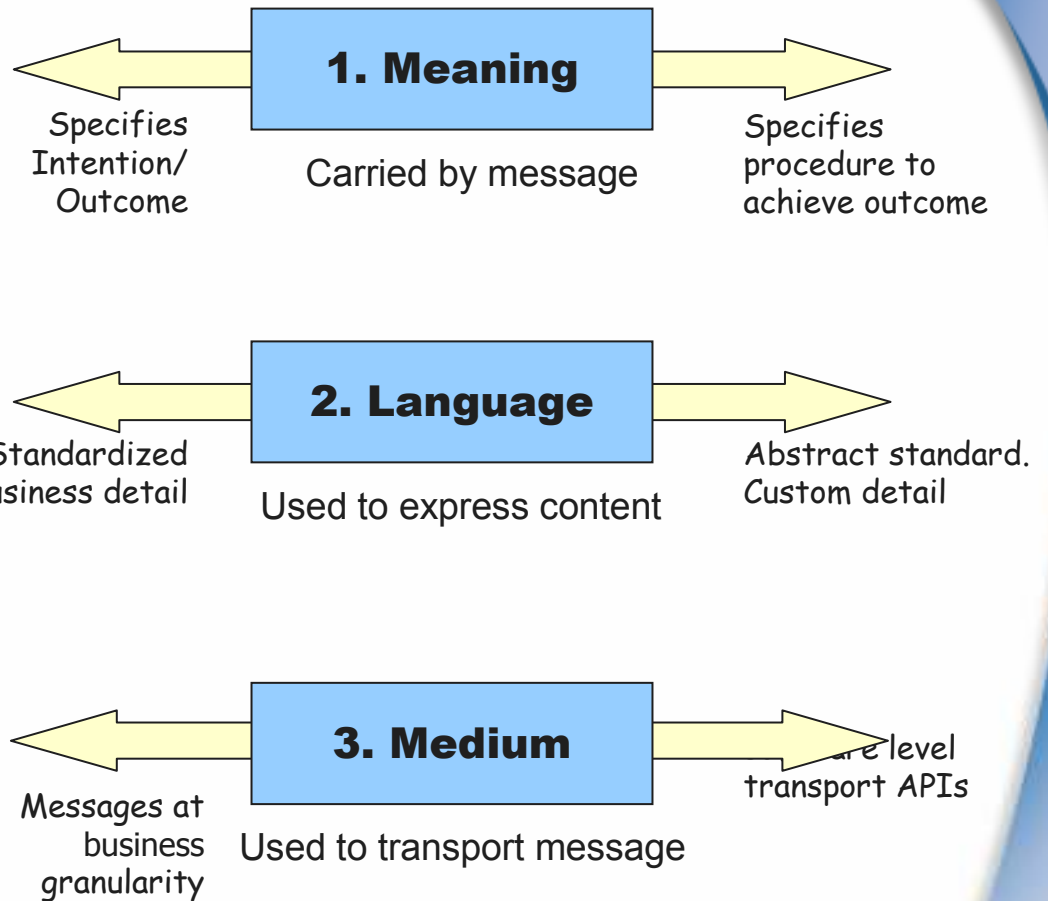 1. Meaning
Specifies
Intention/
Outcome
Carried by message
Specifies
procedure to
achieve outcome
2. Language
Standardized
detail
Used to express content
Abstract standard.
Custom detail
3. Medium
level
transport APIs
Messages at
business
granularity
Used to transport message